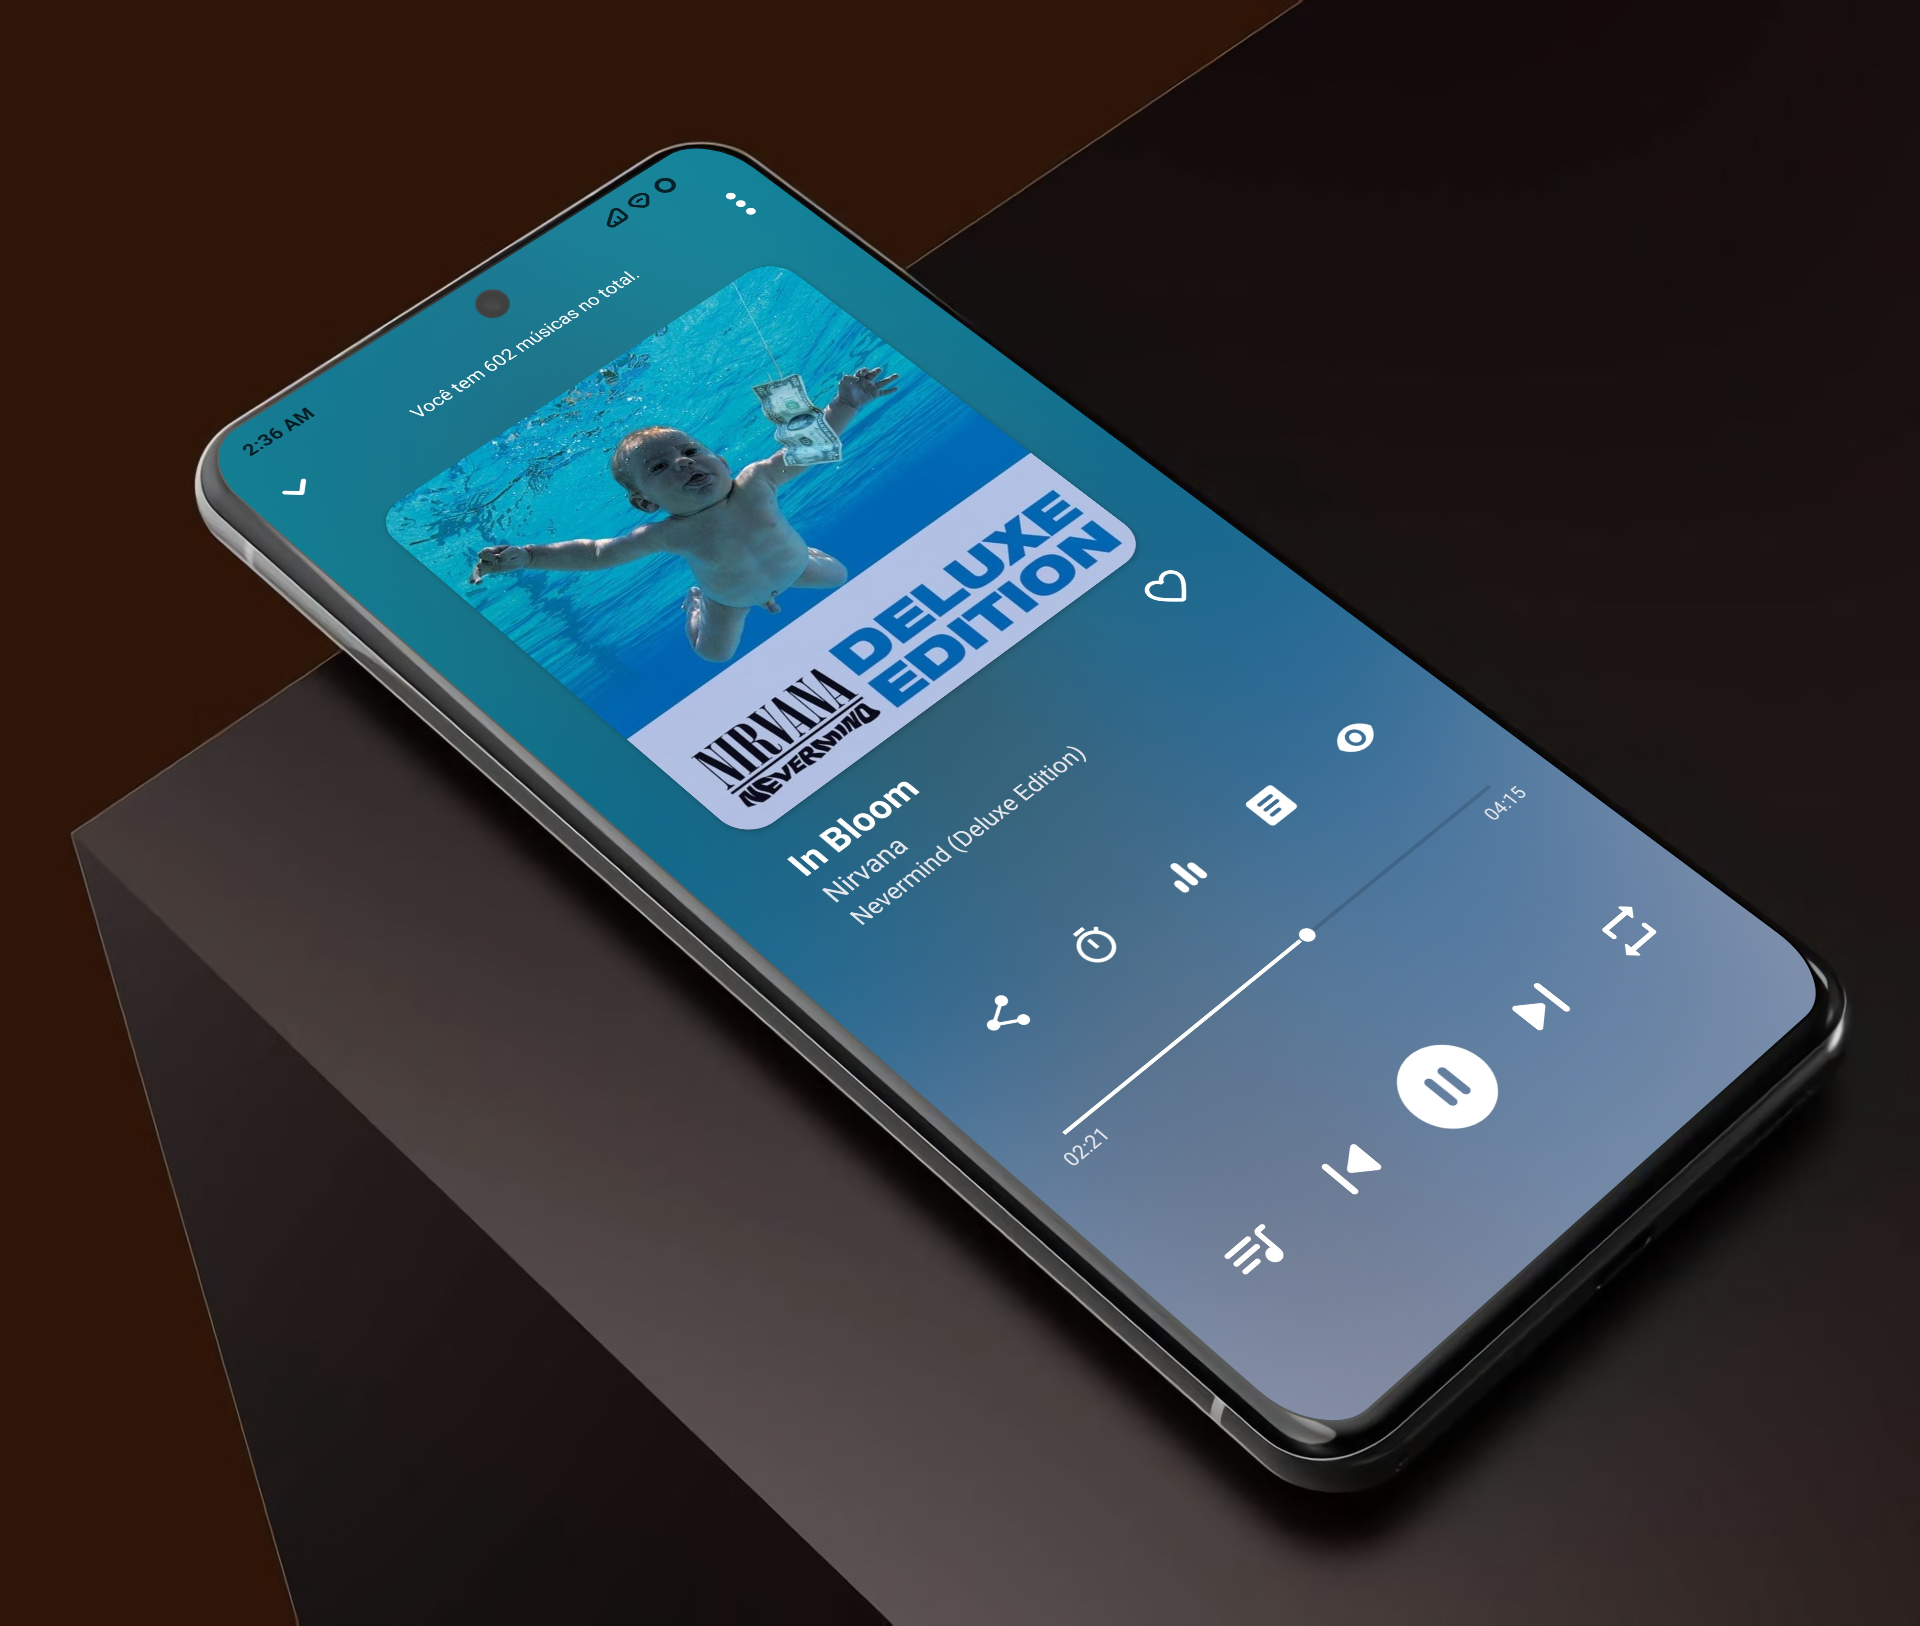 2:36 AM
Você tem 602 músicas no total.
NIRVANA
NEVERMIND
DELUXE
EDITION
In Bloom
Nirvana
Nevermind (Deluxe Edition)
02:21
04:15